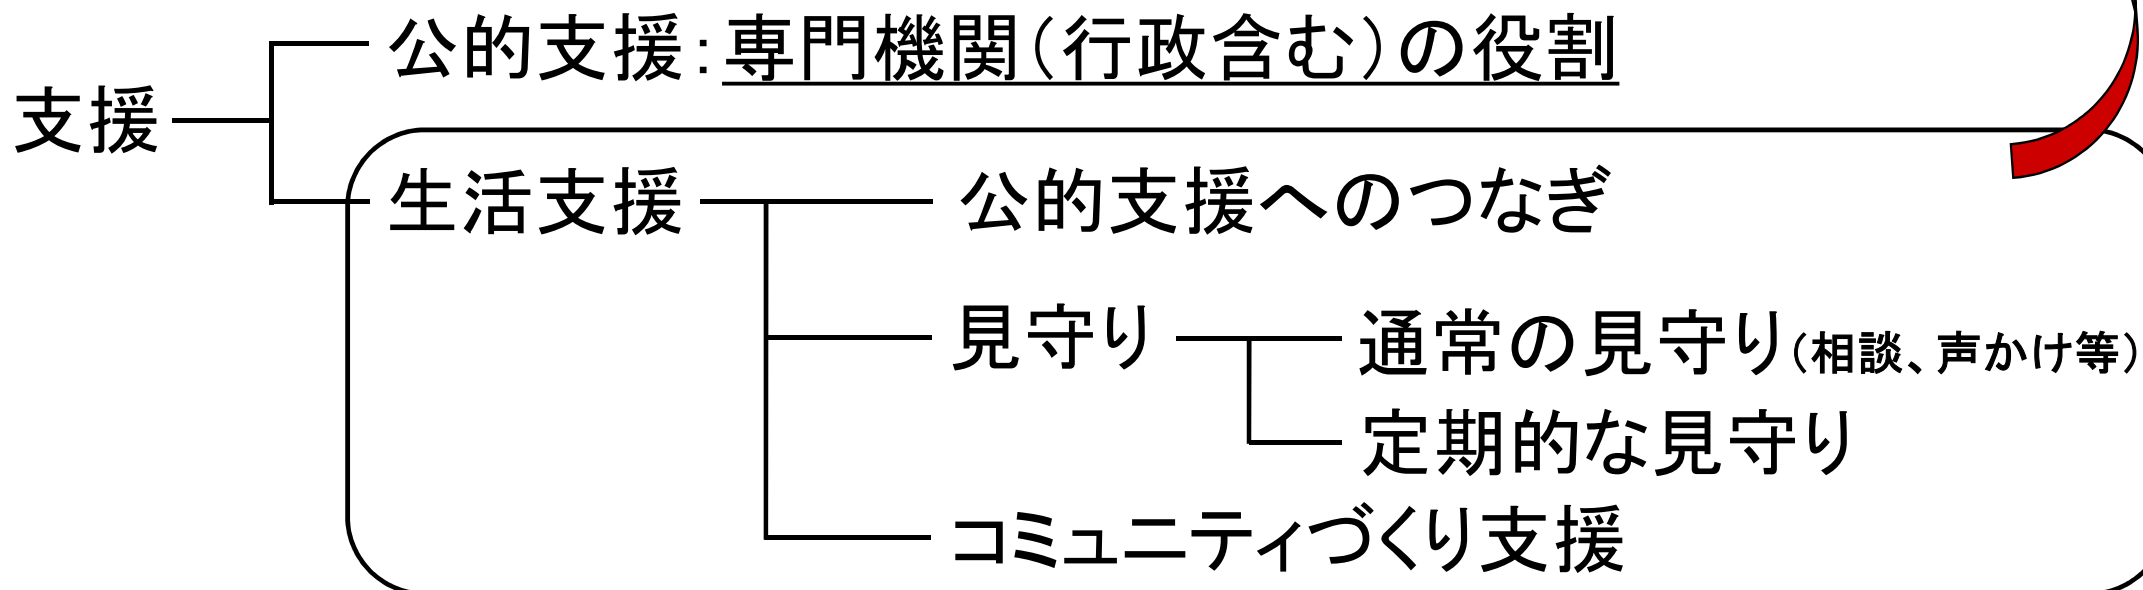 公的支援：専門機関（行政含む）の役割
支援
生活支援
公的支援へのつなぎ
見守り
通常の見守り（相談、声かけ等）
定期的な見守り
コミュニティづくり支援